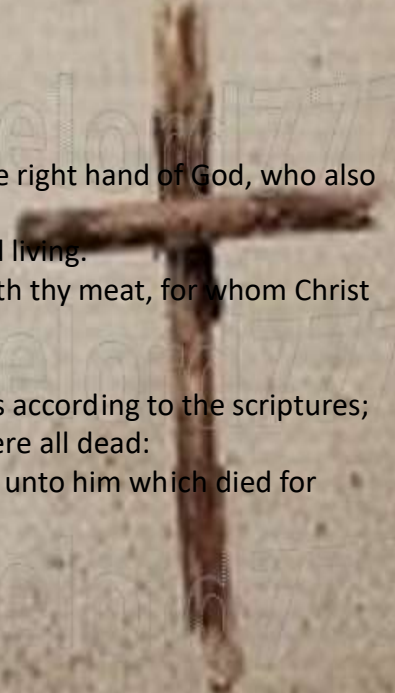 e right hand of God, who also
l living.
th thy meat, for whom Christ
s according to the scriptures;
ere all dead:
unto him which died for